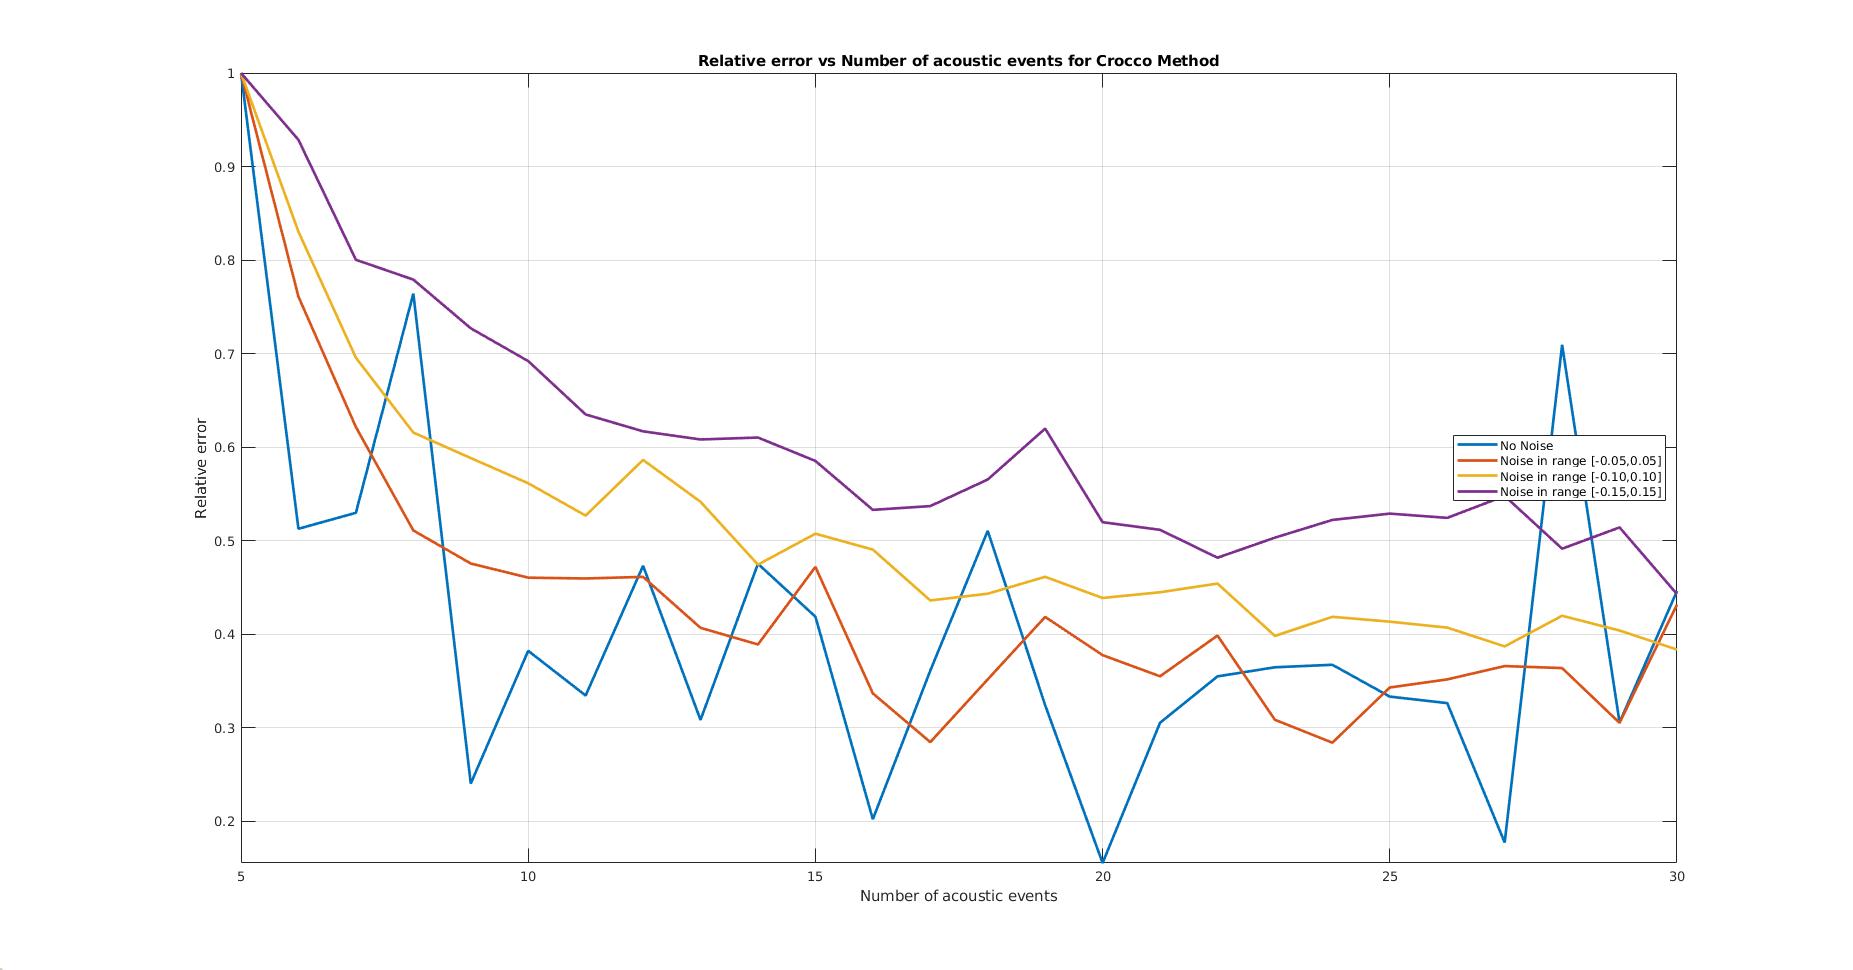 Relative error vs Number of acoustic events for Crocco Method
1
0.9
0.8
0.7
0.6
0.5
0.4
0.3
0.2
Relative error
No Noise
Noise in range [-0.05,0.05]
Noise in range [-0.10,0.10]
Noise in range [-0.15,0.15]
5 10 15 20 25 30
Number of acoustic events